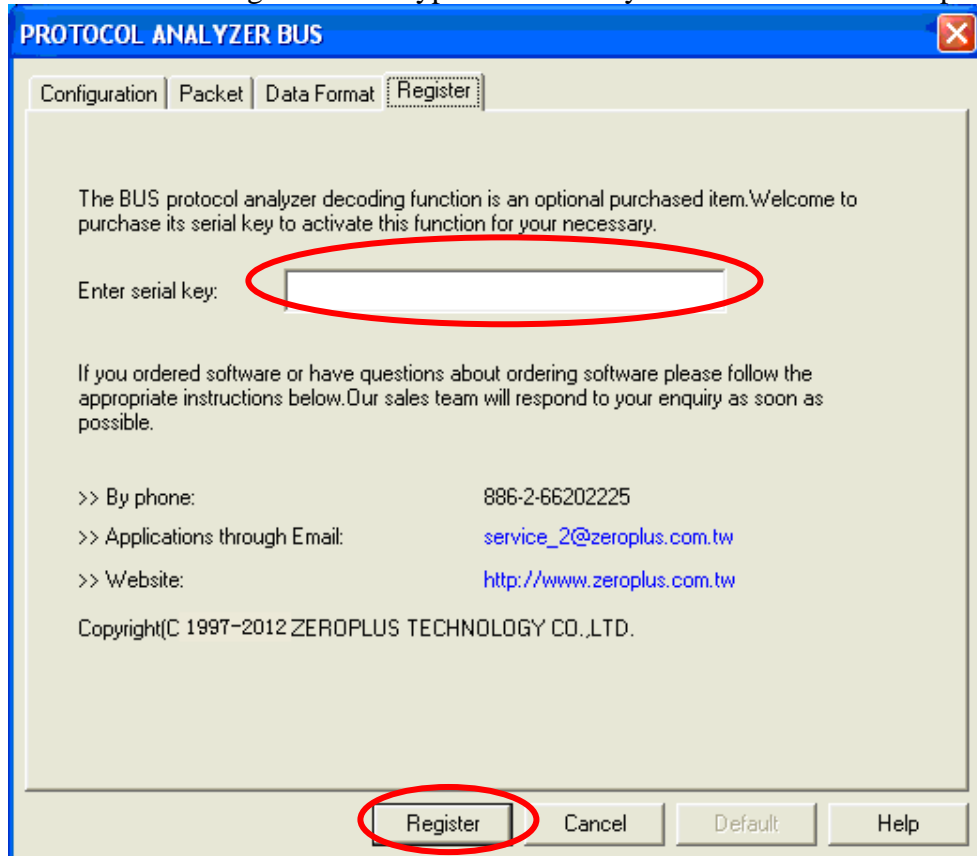 PROTOCOL ANALYZER BUS
Configuration Packet Data Format Register
The BUS protocol analyzer decoding function is an optional purchased item.Welcome to
purchase its serial key to activate this function for your necessary.
Enter serial key:
If you ordered software or have questions about ordering software please follow the
appropriate instructions below.Our sales team will respond to your enquiry as soon as
possible.
>> By phone: 886-2-66202225
>> Applications through Email: service_2@zeroplus.com.tw
>> Website: http://www.zeroplus.com.tw
Copyright(C 1997-2012 ZEROPLUS TECHNOLOGY CO.,LTD.
Register Cancel Default Help